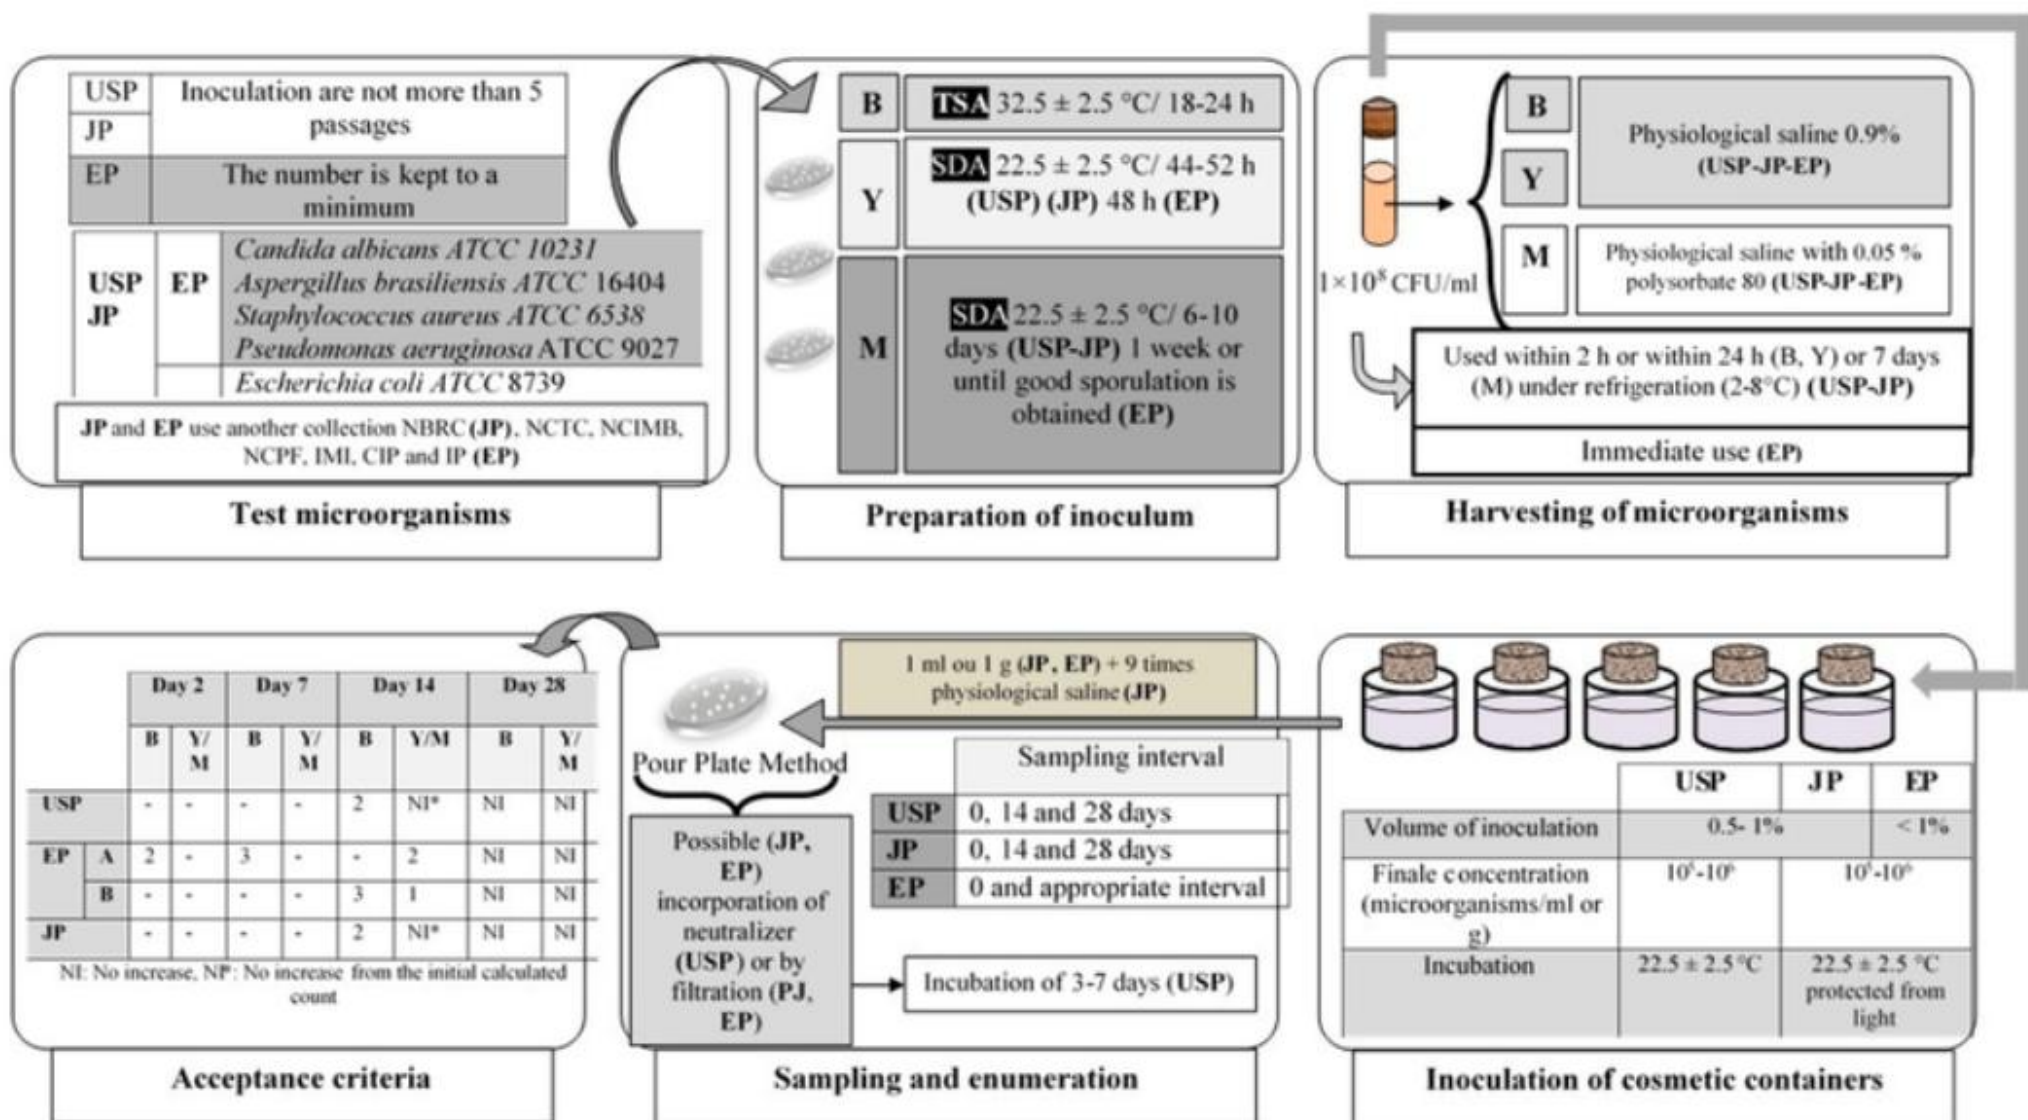 USP
JP
Inoculation are not more than 5
passages
EP
The number is kept to a
minimum
USP
JP
EP
Candida albicans ATCC 10231
Aspergillus brasiliensis ATCC 16404
Staphylococcus aureus ATCC 6538
Pseudomonas aeruginosa ATCC 9027
Escherichia coli ATCC 8739
JP and EP use another collection NBRC (JP), NCTC, NCIMB,
NCPF, IMI, CIP and IP (EP)
Test microorganisms
B
TSA 32.5 ± 2.5 °C/ 18-24 h
Y
SDA 22.5 ± 2.5 °C/ 44-52 h
(USP) (JP) 48 h (EP)
M
SDA 22.5 ± 2.5 °C/ 6-10
days (USP-JP) 1 week or
until good sporulation is
obtained (EP)
Preparation of inoculum
1×10⁸ CFU/ml
B
Y
Physiological saline 0.9%
(USP-JP-EP)
M
Physiological saline with 0.05 %
polysorbate 80 (USP-JP-EP)
Used within 2 h or within 24 h (B, Y) or 7 days
(M) under refrigeration (2-8°C) (USP-JP)
Immediate use (EP)
Harvesting of microorganisms
Day 2 Day 7 Day 14 Day 28
B Y/M B Y/M B Y/M B Y/M
USP - - - - 2 NI* NI NI
EP A 2 - 3 - - 2 NI NI
B - - - - 3 1 NI NI
JP - - - - 2 NI* NI NI
NI: No increase, NI*: No increase from the initial calculated
count
Acceptance criteria
1 ml ou 1 g (JP, EP) + 9 times
physiological saline (JP)
Pour Plate Method
Possible (JP,
EP)
incorporation of
neutralizer
(USP) or by
filtration (PJ,
EP)
Sampling interval
USP 0, 14 and 28 days
JP 0, 14 and 28 days
EP 0 and appropriate interval
Incubation of 3-7 days (USP)
Sampling and enumeration
USP JP EP
Volume of inoculation 0.5- 1% < 1%
Finale concentration
(microorganisms/ml or
g)
10⁵-10⁶ 10⁵-10⁶
Incubation 22.5 ± 2.5 °C 22.5 ± 2.5 °C
protected from
light
Inoculation of cosmetic containers